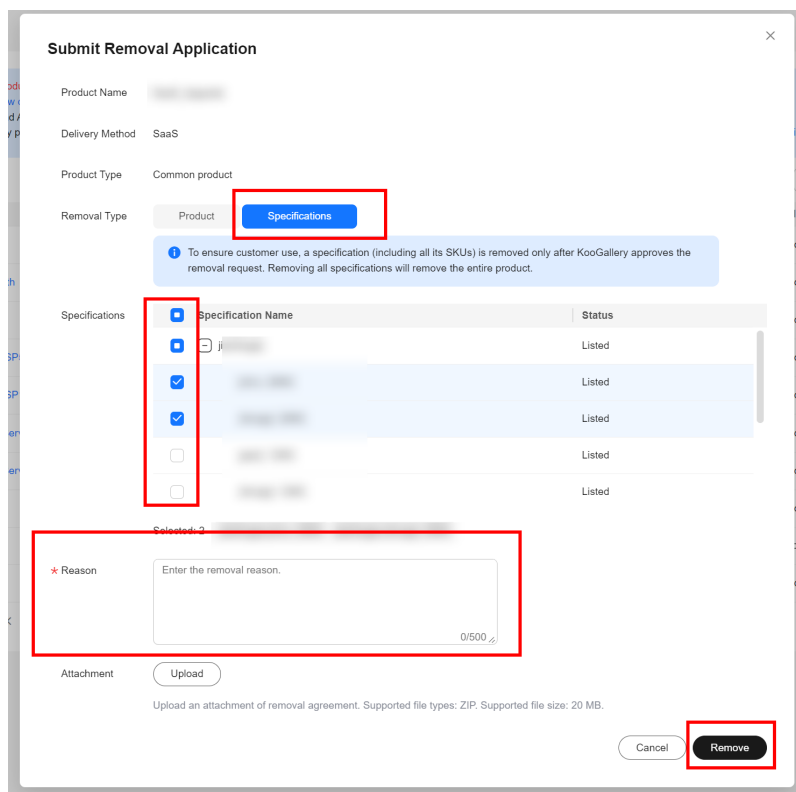 Submit Removal Application
Product Name
Delivery Method SaaS
Product Type Common product
Removal Type Product Specifications
To ensure customer use, a specification (including all its SKUs) is removed only after KooGallery approves the
removal request. Removing all specifications will remove the entire product.
Specifications Specification Name Status
Listed
Listed
Listed
Listed
Listed
Selected: 2
* Reason Enter the removal reason.
0/500
Attachment Upload
Upload an attachment of removal agreement. Supported file types: ZIP. Supported file size: 20 MB.
Cancel Remove